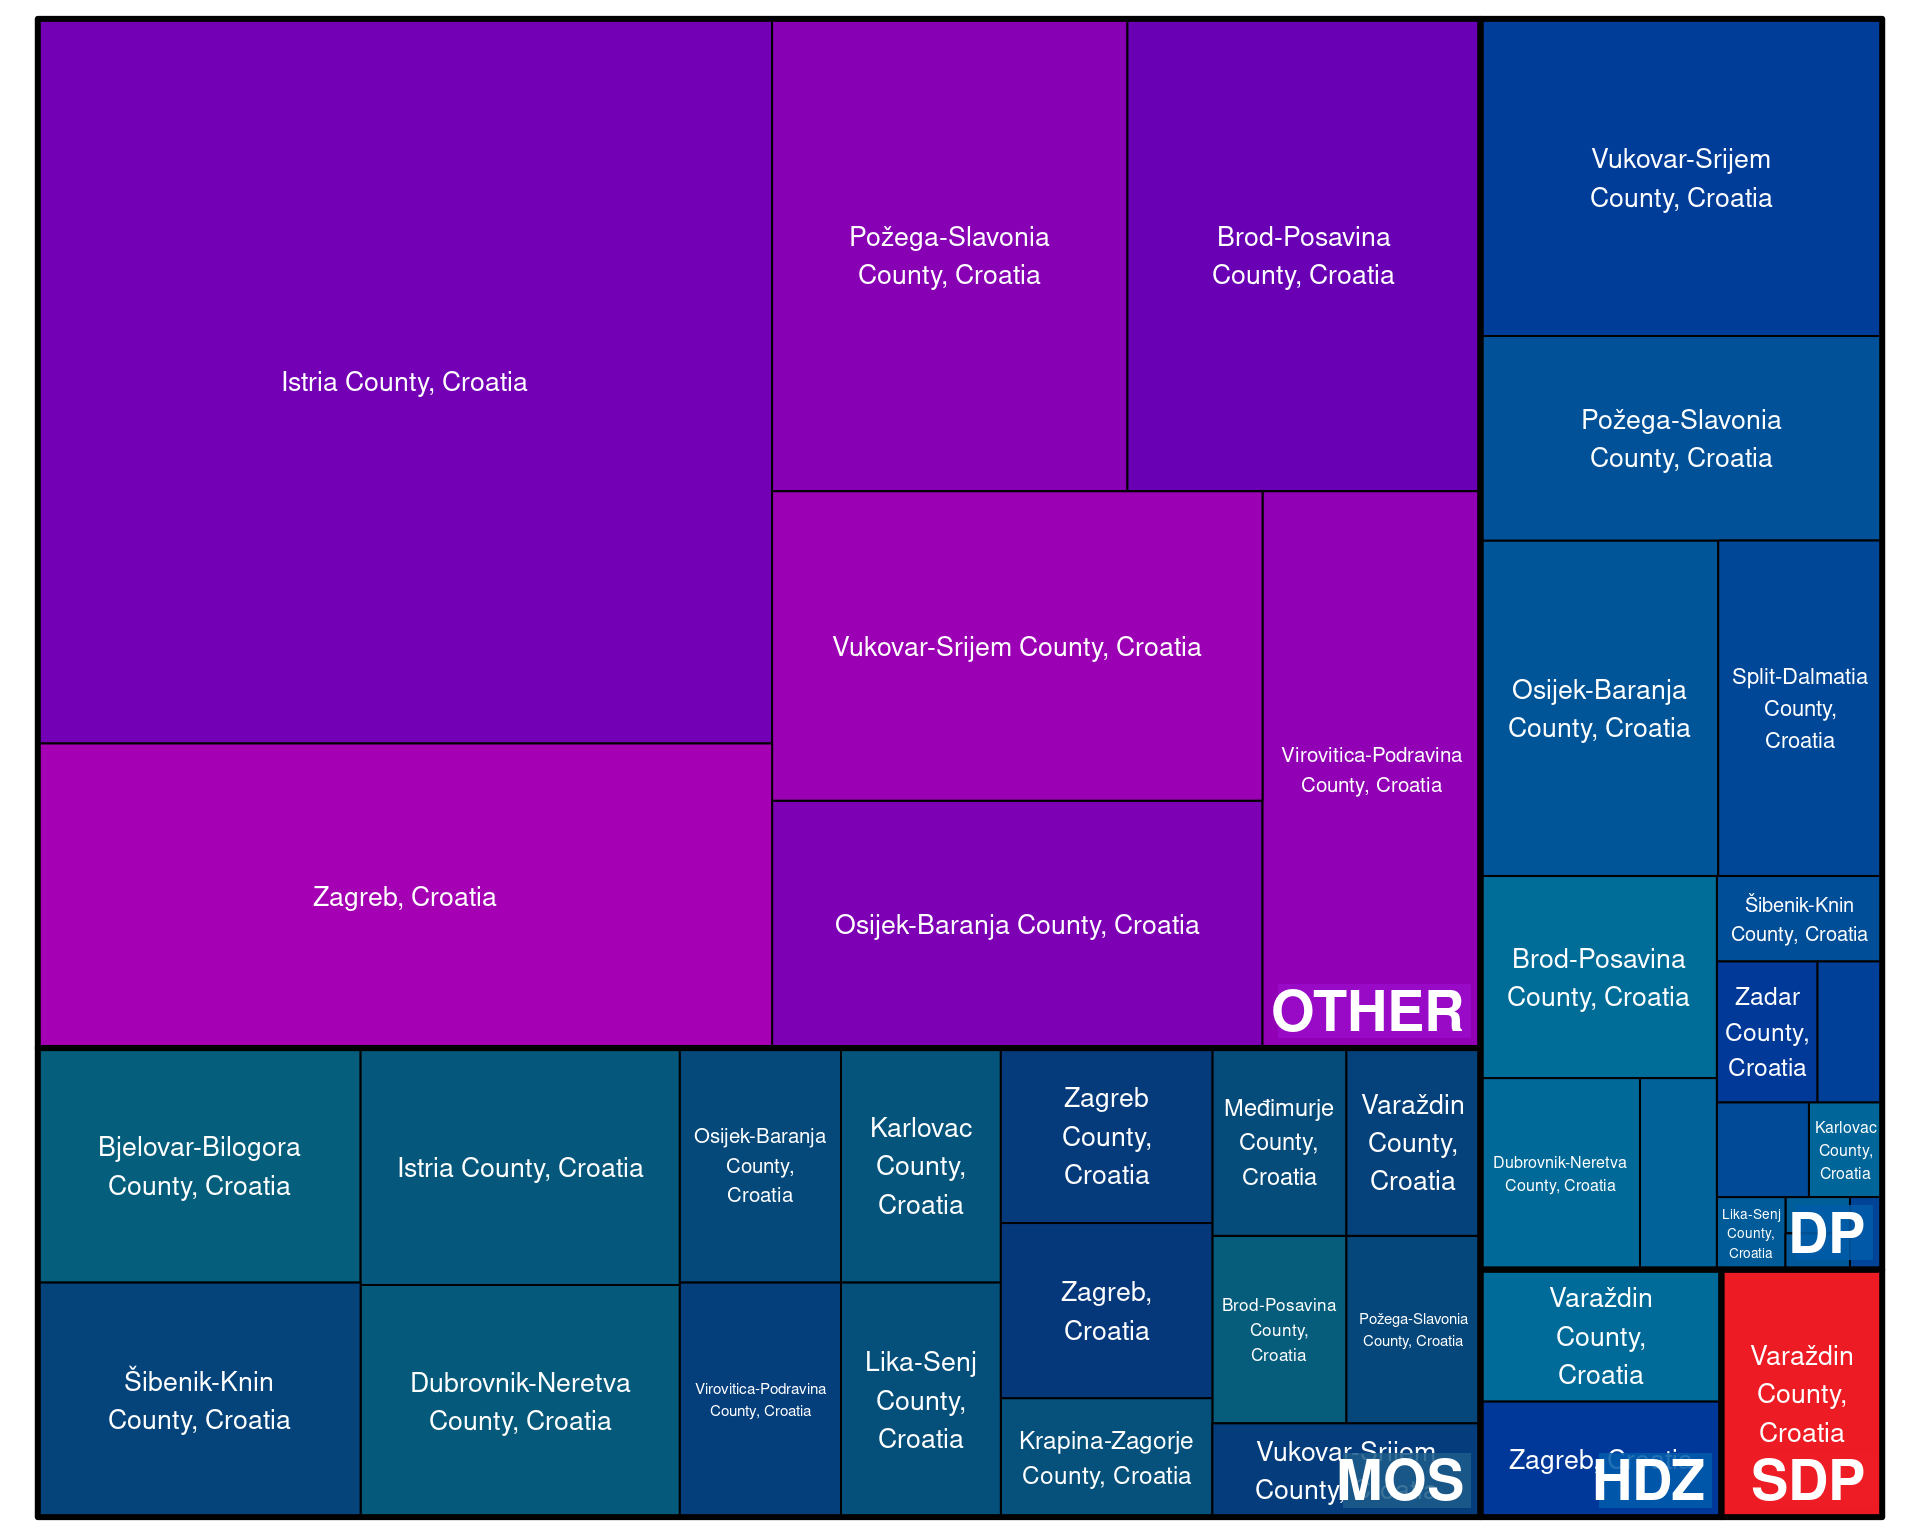 Istria County, Croatia
Zagreb, Croatia
Požega-Slavonia
County, Croatia
Brod-Posavina
County, Croatia
Vukovar-Srijem County, Croatia
Osijek-Baranja County, Croatia
Virovitica-Podravina
County, Croatia
OTHER
Bjelovar-Bilogora
County, Croatia
Šibenik-Knin
County, Croatia
Istria County, Croatia
Dubrovnik-Neretva
County, Croatia
Osijek-Baranja
County,
Croatia
Virovitica-Podravina
County, Croatia
Karlovac
County,
Croatia
Lika-Senj
County,
Croatia
Zagreb
County,
Croatia
Zagreb,
Croatia
Krapina-Zagorje
County, Croatia
Međimurje
County,
Croatia
Varaždin
County,
Croatia
Brod-Posavina
County,
Croatia
Požega-Slavonia
County, Croatia
Vukovar-Srijem
County, Croatia
MOS
Vukovar-Srijem
County, Croatia
Požega-Slavonia
County, Croatia
Osijek-Baranja
County, Croatia
Split-Dalmatia
County,
Croatia
Brod-Posavina
County, Croatia
Šibenik-Knin
County, Croatia
Zadar
County,
Croatia
Dubrovnik-Neretva
County, Croatia
Karlovac
County,
Croatia
Lika-Senj
County,
Croatia
DP
Varaždin
County,
Croatia
Zagreb, Croatia
HDZ
Varaždin
County,
Croatia
SDP